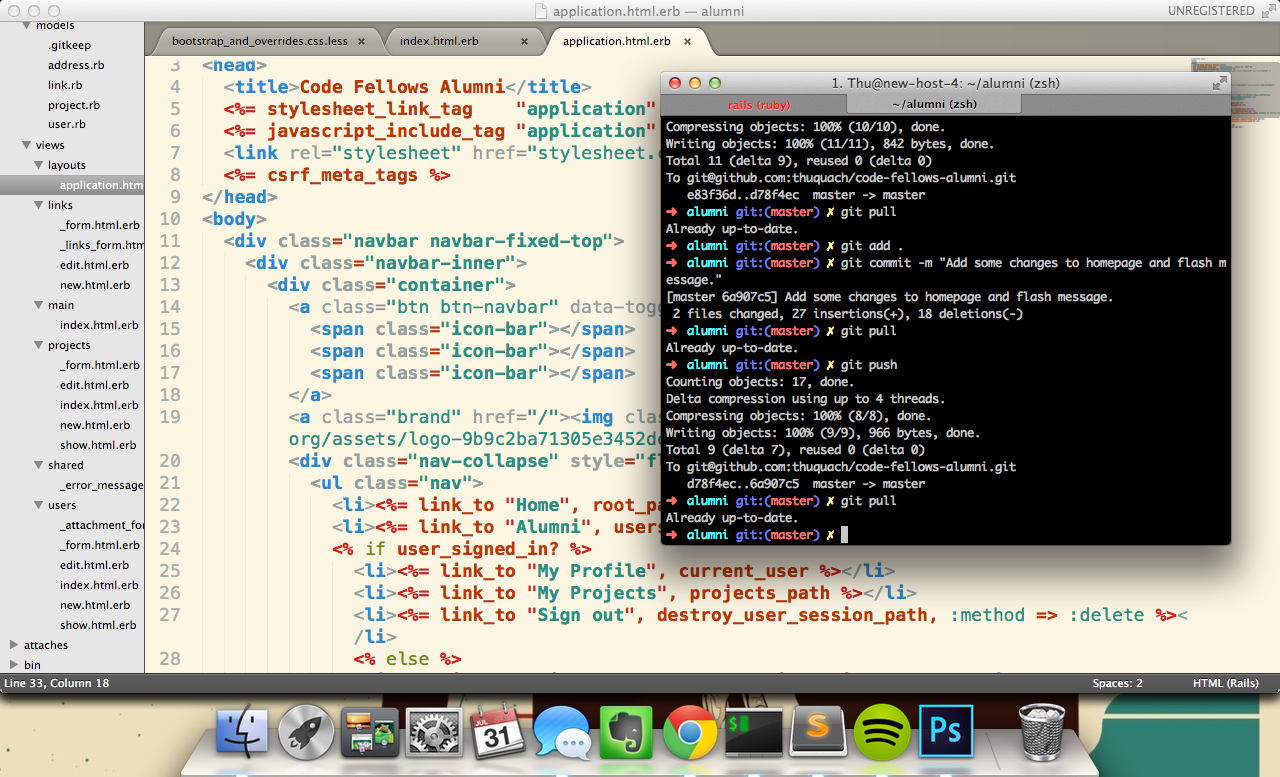 application.html.erb — alumni
UNREGISTERED
models
.gitkeep
address.rb
link.rb
project.rb
user.rb
views
layouts
application.htm
links
_form.html.erb
_links_form.htm
edit.html.erb
new.html.erb
main
index.html.erb
projects
_form.html.erb
edit.html.erb
index.html.erb
new.html.erb
show.html.erb
shared
_error_message
users
_attachment_fo
_form.html.erb
edit.html.erb
index.html.erb
new.html.erb
show.html.erb
attaches
bin
bootstrap_and_overrides.css.less ×
index.html.erb ×
application.html.erb ×
3 <head>
4 <title>Code Fellows Alumni</title>
5 <%= stylesheet_link_tag "application"
6 <%= javascript_include_tag "application"
7 <link rel="stylesheet" href="stylesheet.
8 <%= csrf_meta_tags %>
9 </head>
10 <body>
11 <div class="navbar navbar-fixed-top">
12 <div class="navbar-inner">
13 <div class="container">
14 <a class="btn btn-navbar" data-togg
15 <span class="icon-bar"></span>
16 <span class="icon-bar"></span>
17 <span class="icon-bar"></span>
18 </a>
19 <a class="brand" href="/"><img clas
org/assets/logo-9b9c2ba71305e3452de
20 <div class="nav-collapse" style="fl
21 <ul class="nav">
22 <li><%= link_to "Home", root_pa
23 <li><%= link_to "Alumni", users
24 <% if user_signed_in? %>
25 <li><%= link_to "My Profile", current_user %></li>
26 <li><%= link_to "My Projects", projects_path %></li>
27 <li><%= link_to "Sign out", destroy_user_session_path, :method => :delete %><
/li>
28 <% else %>
1. Thu@new-host-4: ~/alumni (zsh)
rails (ruby)
~/alumni (zsh)
Compressing objects: 100% (10/10), done.
Writing objects: 100% (11/11), 842 bytes, done.
Total 11 (delta 9), reused 0 (delta 0)
To git@github.com:thuquach/code-fellows-alumni.git
e83f36d..d78f4ec master -> master
➜ alumni git:(master) ✗ git pull
Already up-to-date.
➜ alumni git:(master) ✗ git add .
➜ alumni git:(master) ✗ git commit -m "Add some changes to homepage and flash m
essage."
[master 6a907c5] Add some changes to homepage and flash message.
2 files changed, 27 insertions(+), 18 deletions(-)
➜ alumni git:(master) ✗ git pull
Already up-to-date.
➜ alumni git:(master) ✗ git push
Counting objects: 17, done.
Delta compression using up to 4 threads.
Compressing objects: 100% (8/8), done.
Writing objects: 100% (9/9), 966 bytes, done.
Total 9 (delta 7), reused 0 (delta 0)
To git@github.com:thuquach/code-fellows-alumni.git
d78f4ec..6a907c5 master -> master
➜ alumni git:(master) ✗ git pull
Already up-to-date.
➜ alumni git:(master) ✗
Line 33, Column 18
Spaces: 2
HTML (Rails)
JUL
31
$
S
Ps